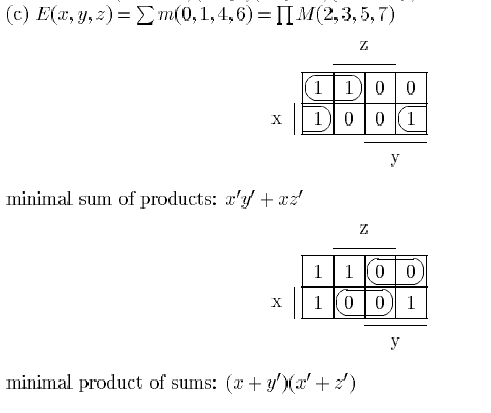 (c) E(x, y, z) = ∑ m(0, 1, 4, 6) = ∏ M(2, 3, 5, 7)
z
1 1 0 0
x 1 0 0 1
y
minimal sum of products: x′y′ + xz′
z
1 1 0 0
x 1 0 0 1
y
minimal product of sums: (x + y′)(x′ + z′)